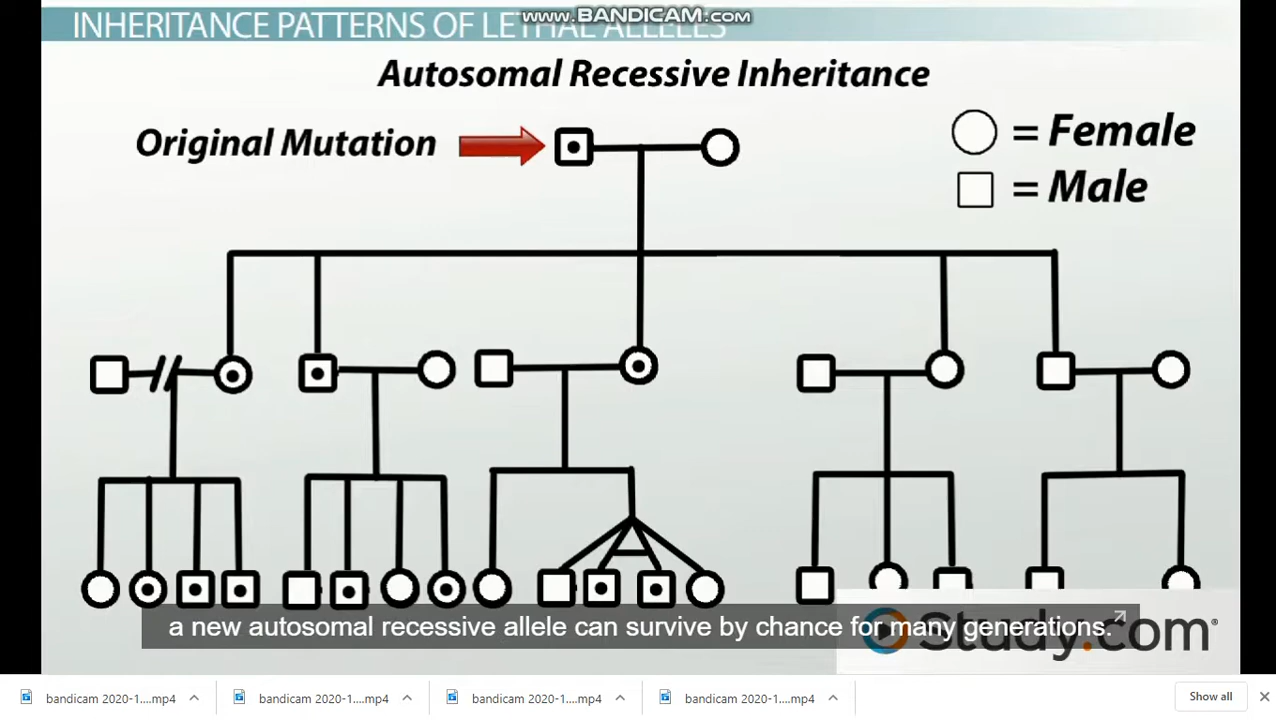 www.BANDICAM.com
INHERITANCE PATTERNS OF LETHAL ALLELES
Autosomal Recessive Inheritance
Original Mutation
= Female
= Male
a new autosomal recessive allele can survive by chance for many generations.
Study.com
bandicam 2020-1....mp4
bandicam 2020-1....mp4
bandicam 2020-1....mp4
bandicam 2020-1....mp4
Show all